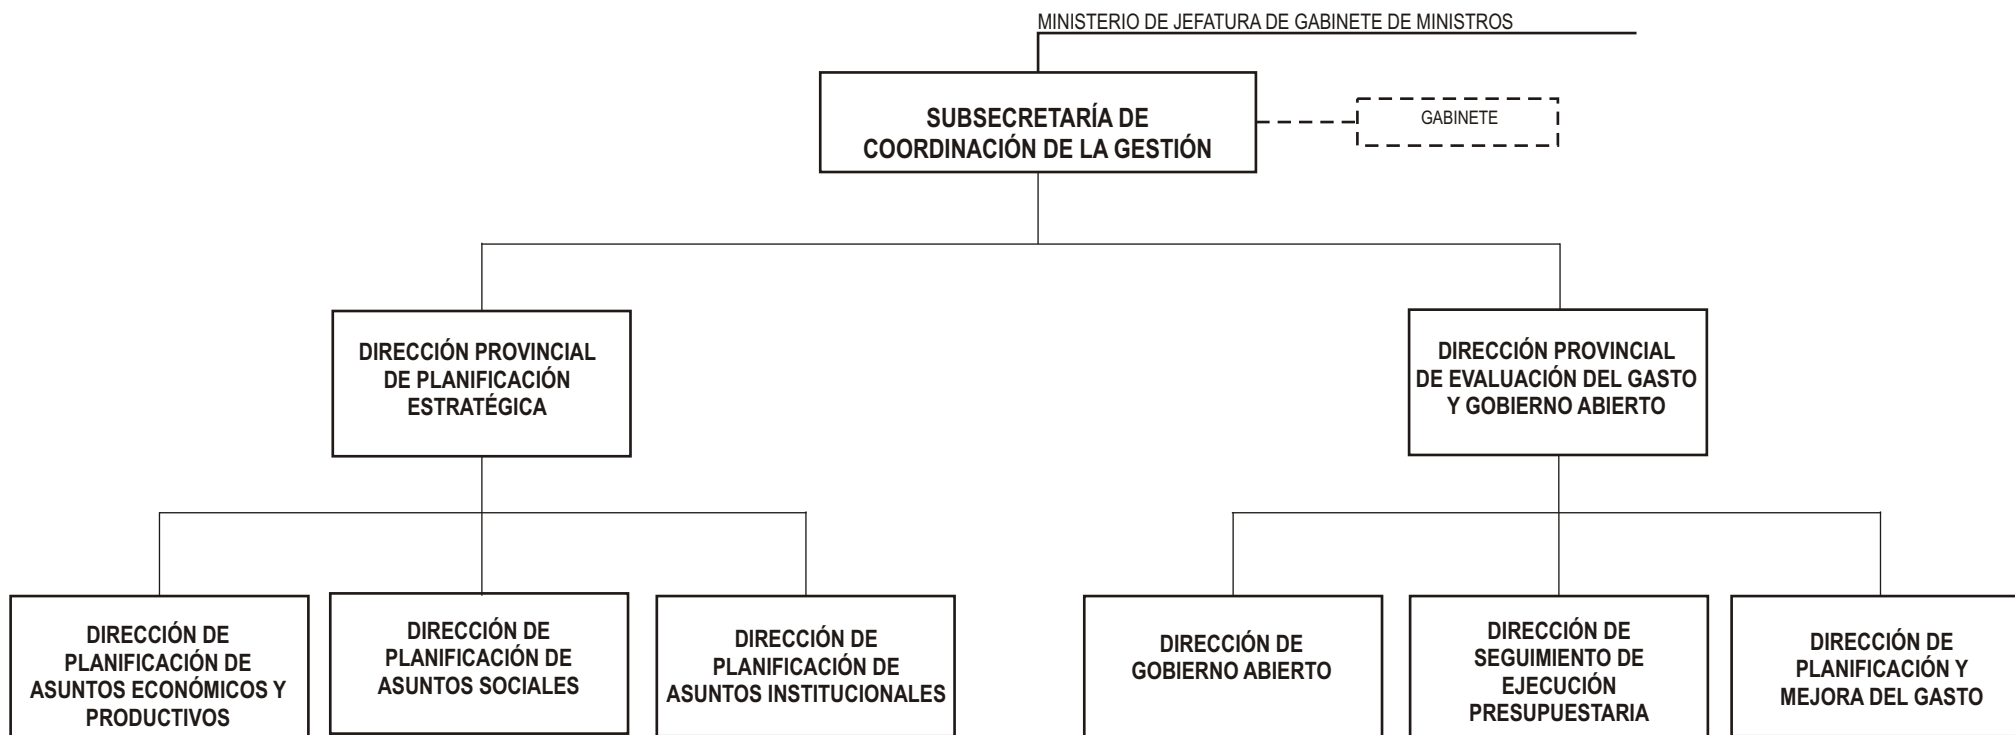 MINISTERIO DE JEFATURA DE GABINETE DE MINISTROS
SUBSECRETARÍA DE
COORDINACIÓN DE LA GESTIÓN
GABINETE
DIRECCIÓN PROVINCIAL
DE PLANIFICACIÓN
ESTRATÉGICA
DIRECCIÓN PROVINCIAL
DE EVALUACIÓN DEL GASTO
Y GOBIERNO ABIERTO
DIRECCIÓN DE
PLANIFICACIÓN DE
ASUNTOS ECONÓMICOS Y
PRODUCTIVOS
DIRECCIÓN DE
PLANIFICACIÓN DE
ASUNTOS SOCIALES
DIRECCIÓN DE
PLANIFICACIÓN DE
ASUNTOS INSTITUCIONALES
DIRECCIÓN DE
GOBIERNO ABIERTO
DIRECCIÓN DE
SEGUIMIENTO DE
EJECUCIÓN
PRESUPUESTARIA
DIRECCIÓN DE
PLANIFICACIÓN Y
MEJORA DEL GASTO